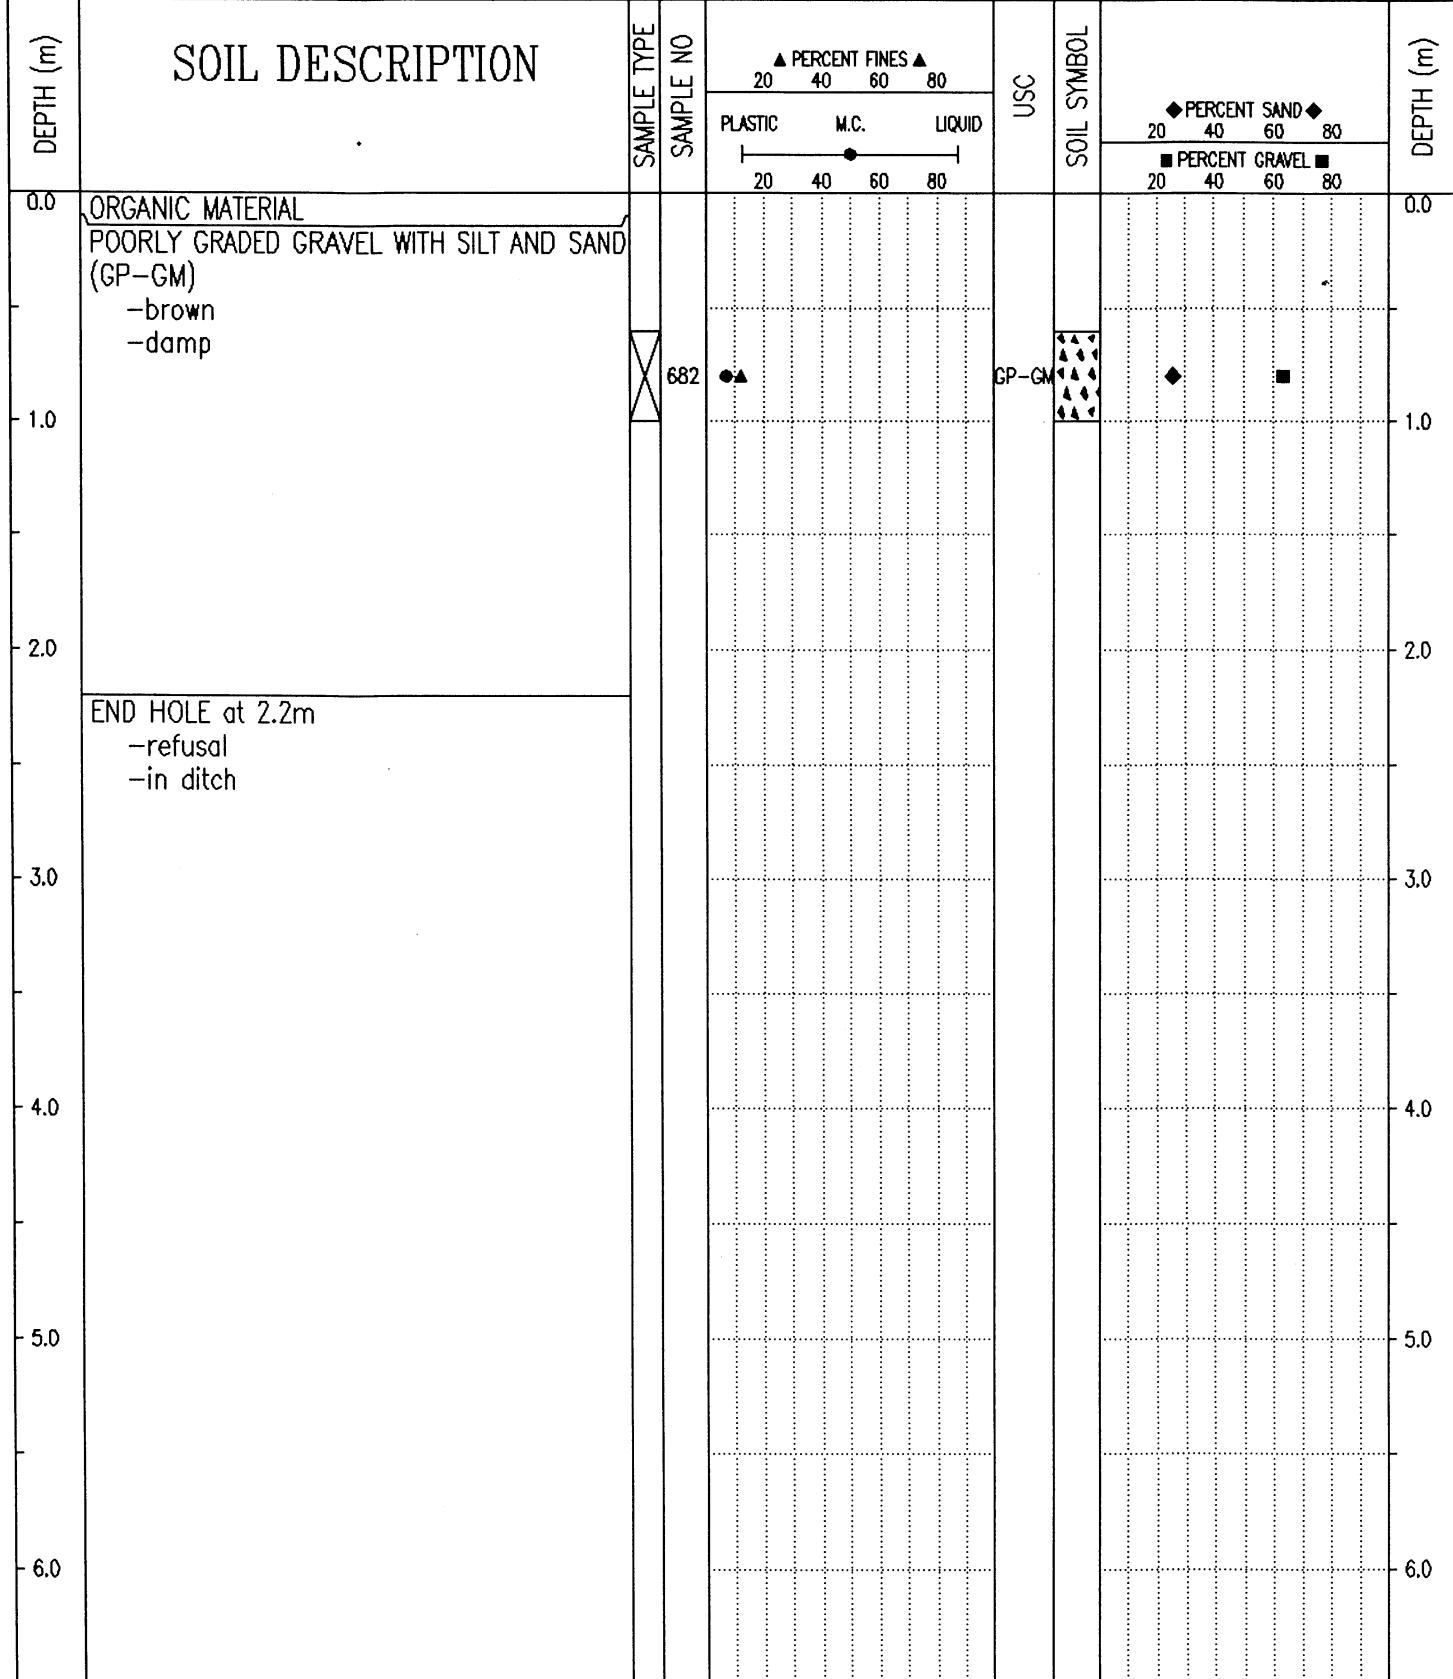 DEPTH (m)
SOIL DESCRIPTION
SAMPLE TYPE
SAMPLE NO
▲ PERCENT FINES ▲
20 40 60 80
PLASTIC M.C. LIQUID
20 40 60 80
USC
SOIL SYMBOL
◆ PERCENT SAND ◆
20 40 60 80
■ PERCENT GRAVEL ■
20 40 60 80
DEPTH (m)
0.0
ORGANIC MATERIAL
0.0
POORLY GRADED GRAVEL WITH SILT AND SAND
(GP-GM)
-brown
-damp
682
GP-GM
1.0
1.0
2.0
2.0
END HOLE at 2.2m
-refusal
-in ditch
3.0
3.0
4.0
4.0
5.0
5.0
6.0
6.0